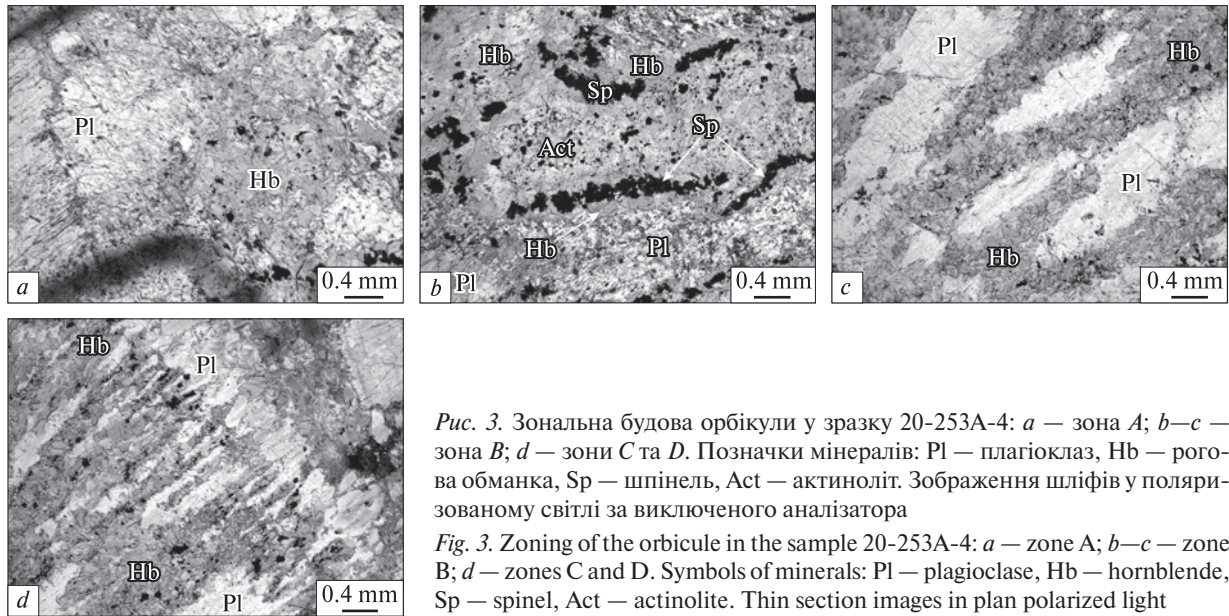 Pl
Hb
a
0.4 mm
Hb
Hb
Sp
Sp
Act
Hb
Pl
Pl
b
0.4 mm
Pl
Hb
Pl
Hb
c
0.4 mm
Hb
Pl
Hb
Pl
d
0.4 mm
Рис. 3. Зональна будова орбікули у зразку 20-253А-4: a — зона A; b—c —
зона B; d — зони C та D. Позначки мінералів: Pl — плагіоклаз, Hb — рого-
ва обманка, Sp — шпінель, Act — актиноліт. Зображення шліфів у поляри-
зованому світлі за виключеного аналізатора
Fig. 3. Zoning of the orbicule in the sample 20-253A-4: a — zone A; b—c — zone
B; d — zones C and D. Symbols of minerals: Pl — plagioclase, Hb — hornblende,
Sp — spinel, Act — actinolite. Thin section images in plan polarized light